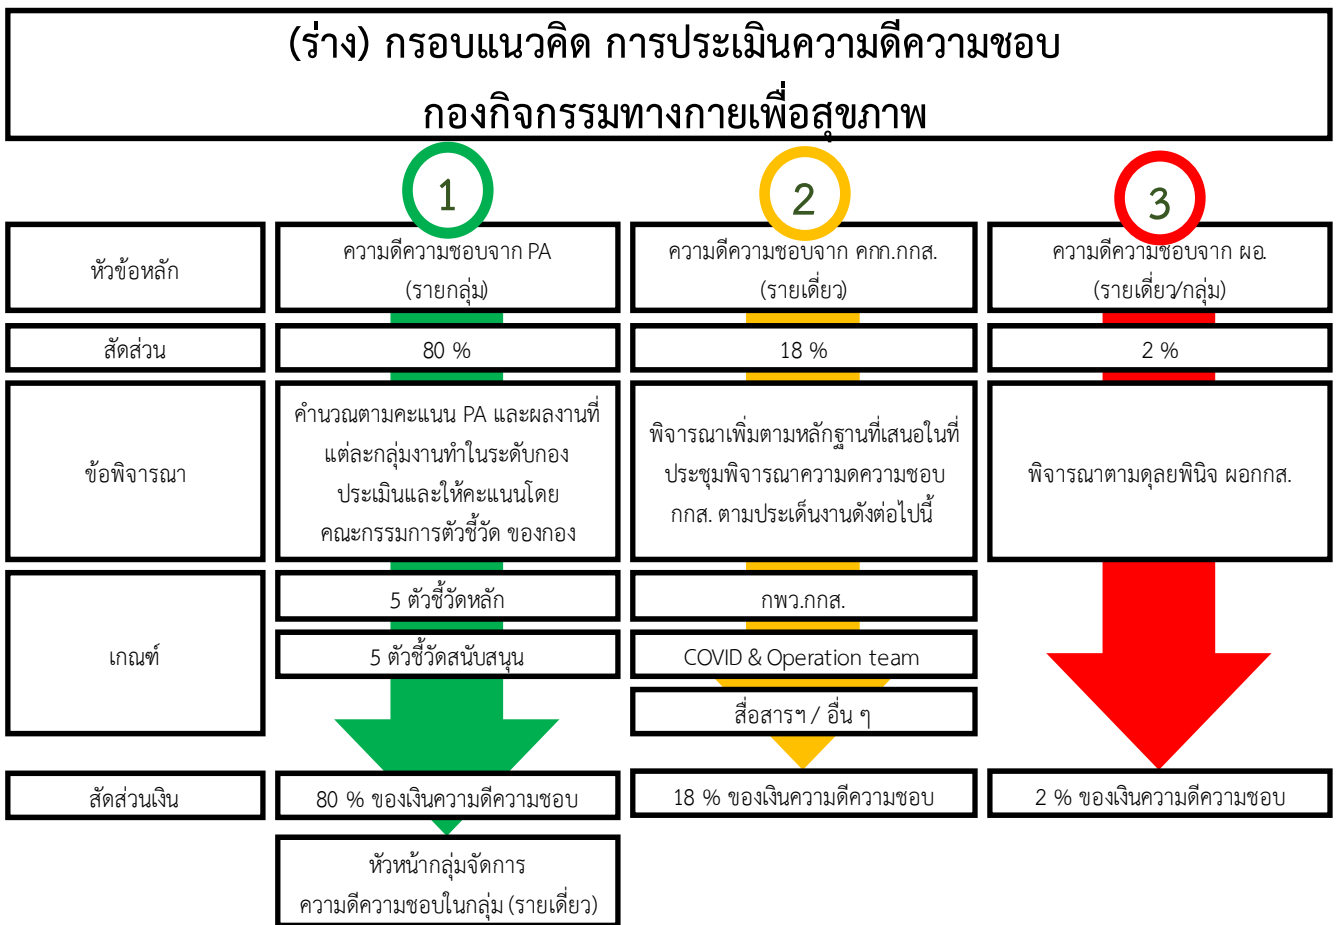 (ร่าง) กรอบแนวคิด การประเมินความดีความชอบ
กองกิจกรรมทางกายเพื่อสุขภาพ
1
2
3
หัวข้อหลัก
ความดีความชอบจาก PA
(รายกลุ่ม)
ความดีความชอบจาก คกก.กกส.
(รายเดี่ยว)
ความดีความชอบจาก ผอ.
(รายเดี่ยว/กลุ่ม)
สัดส่วน
80 %
18 %
2 %
ข้อพิจารณา
คำนวณตามคะแนน PA และผลงานที่
แต่ละกลุ่มงานทำในระดับกอง
ประเมินและให้คะแนนโดย
คณะกรรมการตัวชี้วัด ของกอง
พิจารณาเพิ่มตามหลักฐานที่เสนอในที่
ประชุมพิจารณาความดความชอบ
กกส. ตามประเด็นงานดังต่อไปนี้
พิจารณาตามดุลยพินิจ ผอกกส.
เกณฑ์
5 ตัวชี้วัดหลัก
5 ตัวชี้วัดสนับสนุน
กพว.กกส.
COVID & Operation team
สื่อสารฯ / อื่น ๆ
สัดส่วนเงิน
80 % ของเงินความดีความชอบ
18 % ของเงินความดีความชอบ
2 % ของเงินความดีความชอบ
หัวหน้ากลุ่มจัดการ
ความดีความชอบในกลุ่ม (รายเดี่ยว)